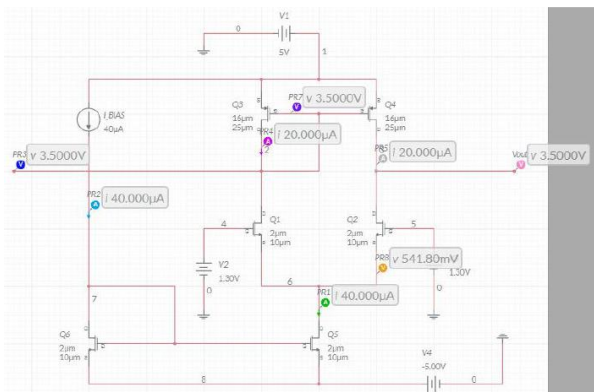 V1
0
1
5V
Q3
PR7
v 3.5000V
Q4
I_BIAS
16μm
25μm
16μm
25μm
40μA
PR3
v 3.5000V
PR4
i 20.000μA
PR5
i 20.000μA
Vout
v 3.5000V
2
PR2
i 40.000μA
4
Q1
2μm
10μm
Q2
2μm
10μm
5
V2
1.30V
0
PR8
v 541.80mV
1.30V
0
6
PR1
i 40.000μA
7
Q6
2μm
10μm
Q5
2μm
10μm
V4
-5.00V
8
0